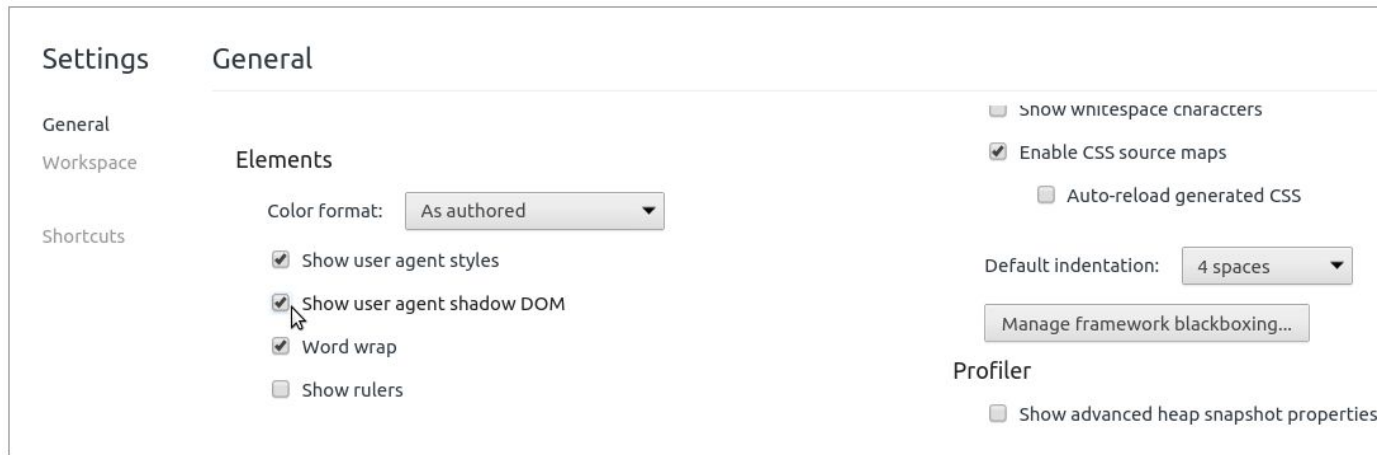 Settings
General
General
Workspace
Shortcuts
Elements
Color format: As authored
Show user agent styles
Show user agent shadow DOM
Word wrap
Show rulers
Show whitespace characters
Enable CSS source maps
Auto-reload generated CSS
Default indentation: 4 spaces
Manage framework blackboxing...
Profiler
Show advanced heap snapshot properties